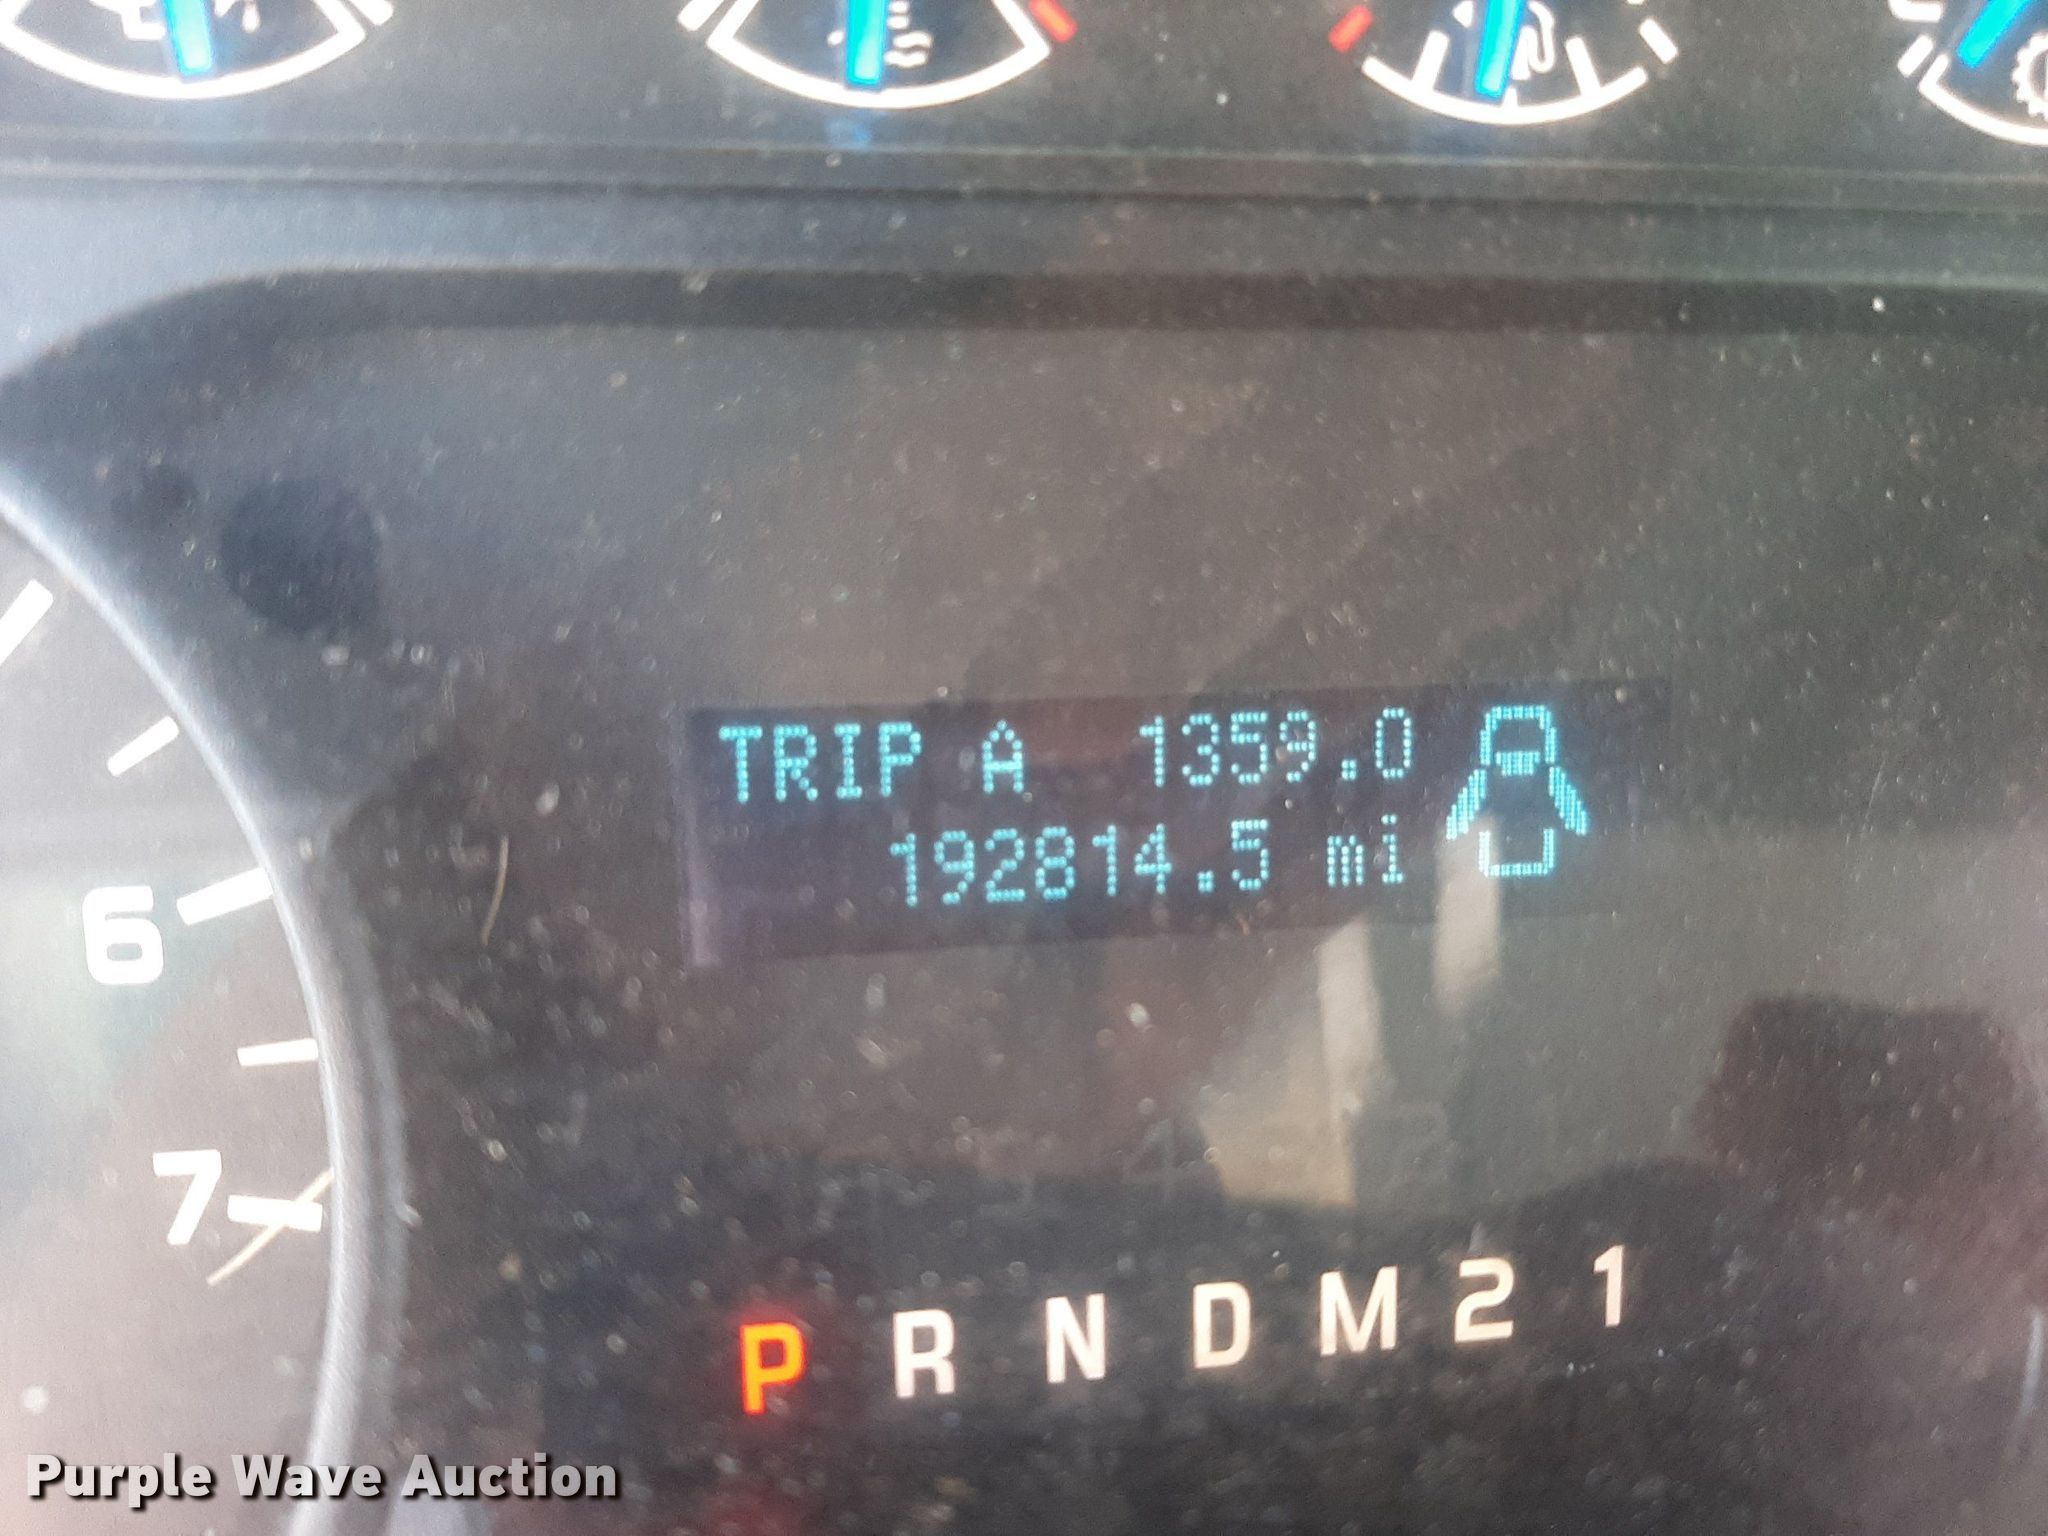 TRIP A 1359.0
192814.5 mi
6
7
P R N D M 2 1
Purple Wave Auction